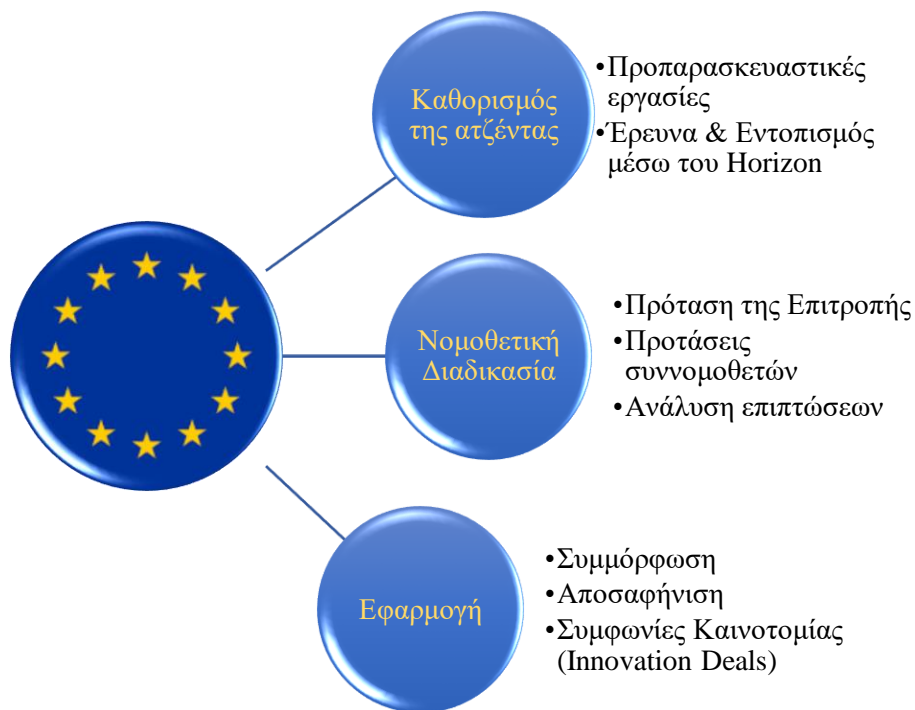 Καθορισμός
της ατζέντας
•Προπαρασκευαστικές
εργασίες
•Έρευνα & Εντοπισμός
μέσω του Horizon
Νομοθετική
Διαδικασία
•Πρόταση της Επιτροπής
•Προτάσεις
συννομοθετών
•Ανάλυση επιπτώσεων
Εφαρμογή
•Συμμόρφωση
•Αποσαφήνιση
•Συμφωνίες Καινοτομίας
(Innovation Deals)